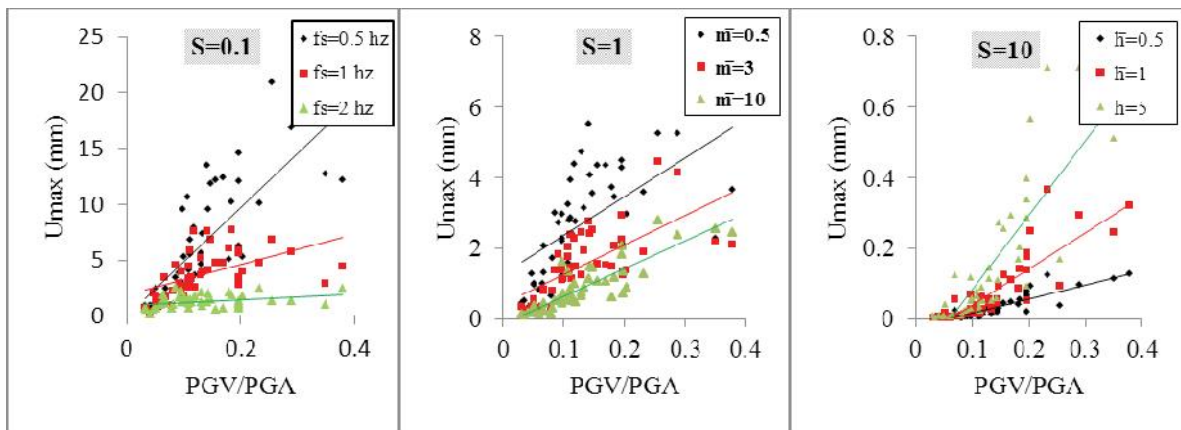 S=0.1
fs=0.5 hz
fs=1 hz
fs=2 hz
25
20
15
10
5
0
0
0.2
0.4
Umax (mm)
PGV/PGA
S=1
m̄=0.5
m̄=3
m̄=10
8
6
4
2
0
0
0.1
0.2
0.3
0.4
Umax (mm)
PGV/PGA
S=10
h̄=0.5
h̄=1
h=5
0.8
0.6
0.4
0.2
0
0
0.1
0.2
0.3
0.4
Umax (mm)
PGV/PGA